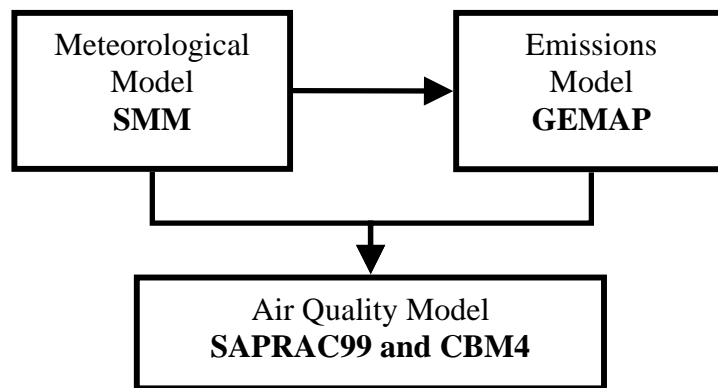 Meteorological
Model
SMM
Emissions
Model
GEMAP
Air Quality Model
SAPRAC99 and CBM4